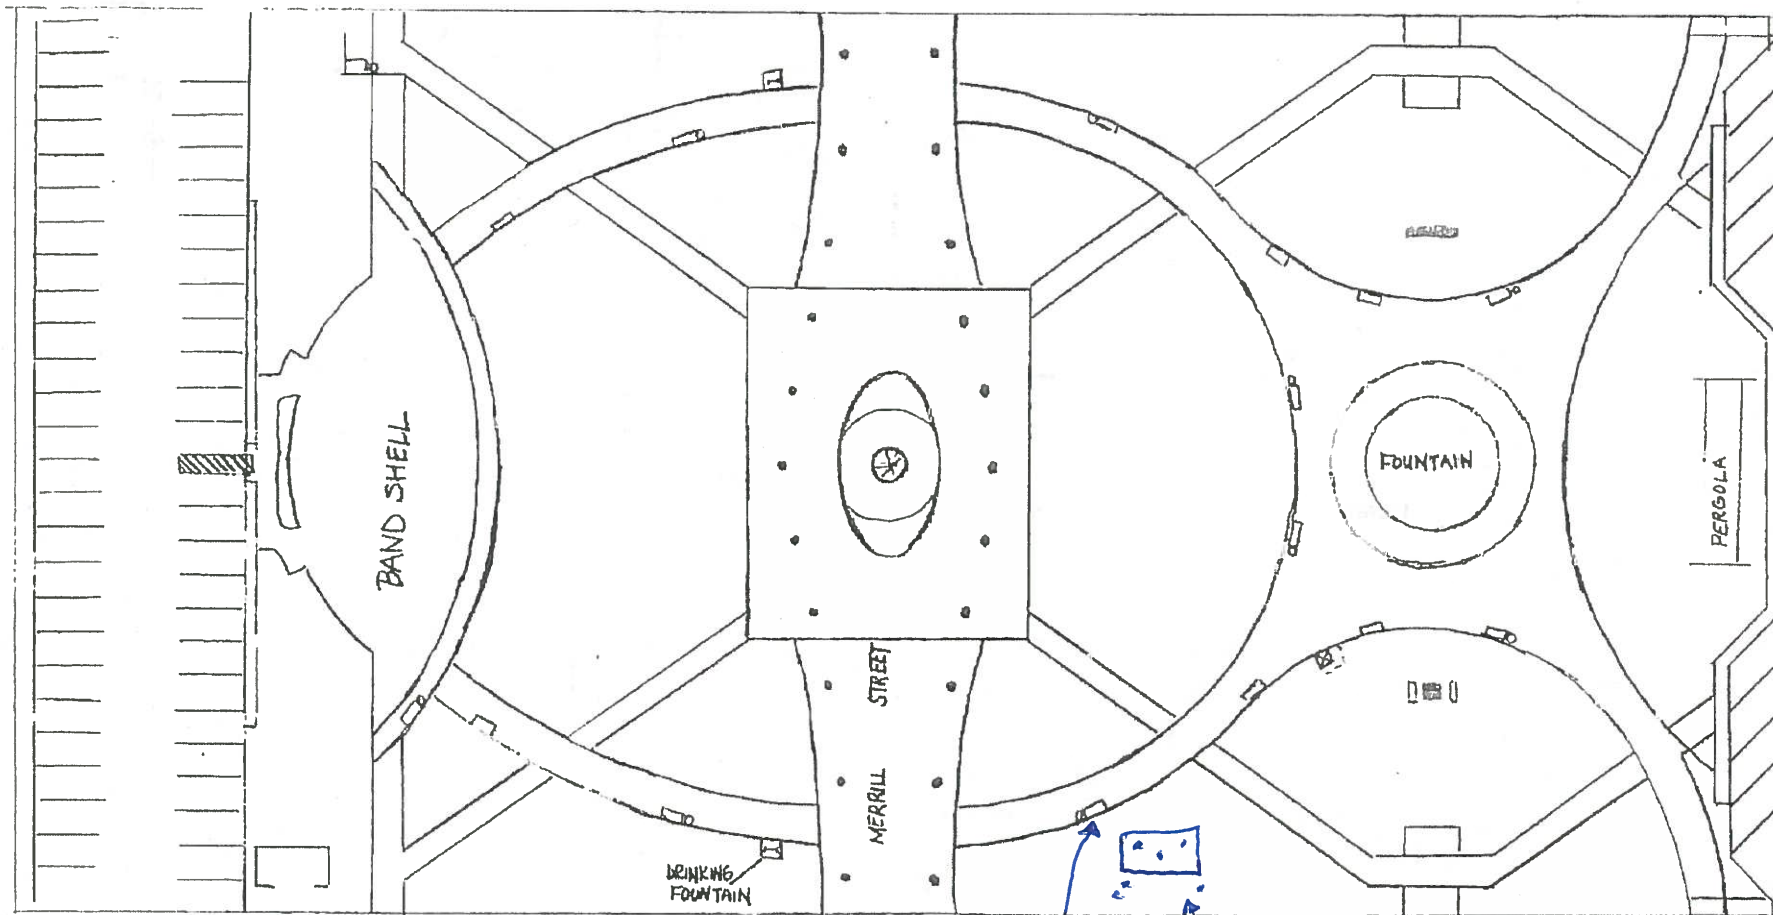 BAND SHELL
FOUNTAIN
PERGOLA
MERRILL STREET
DRINKING
FOUNTAIN